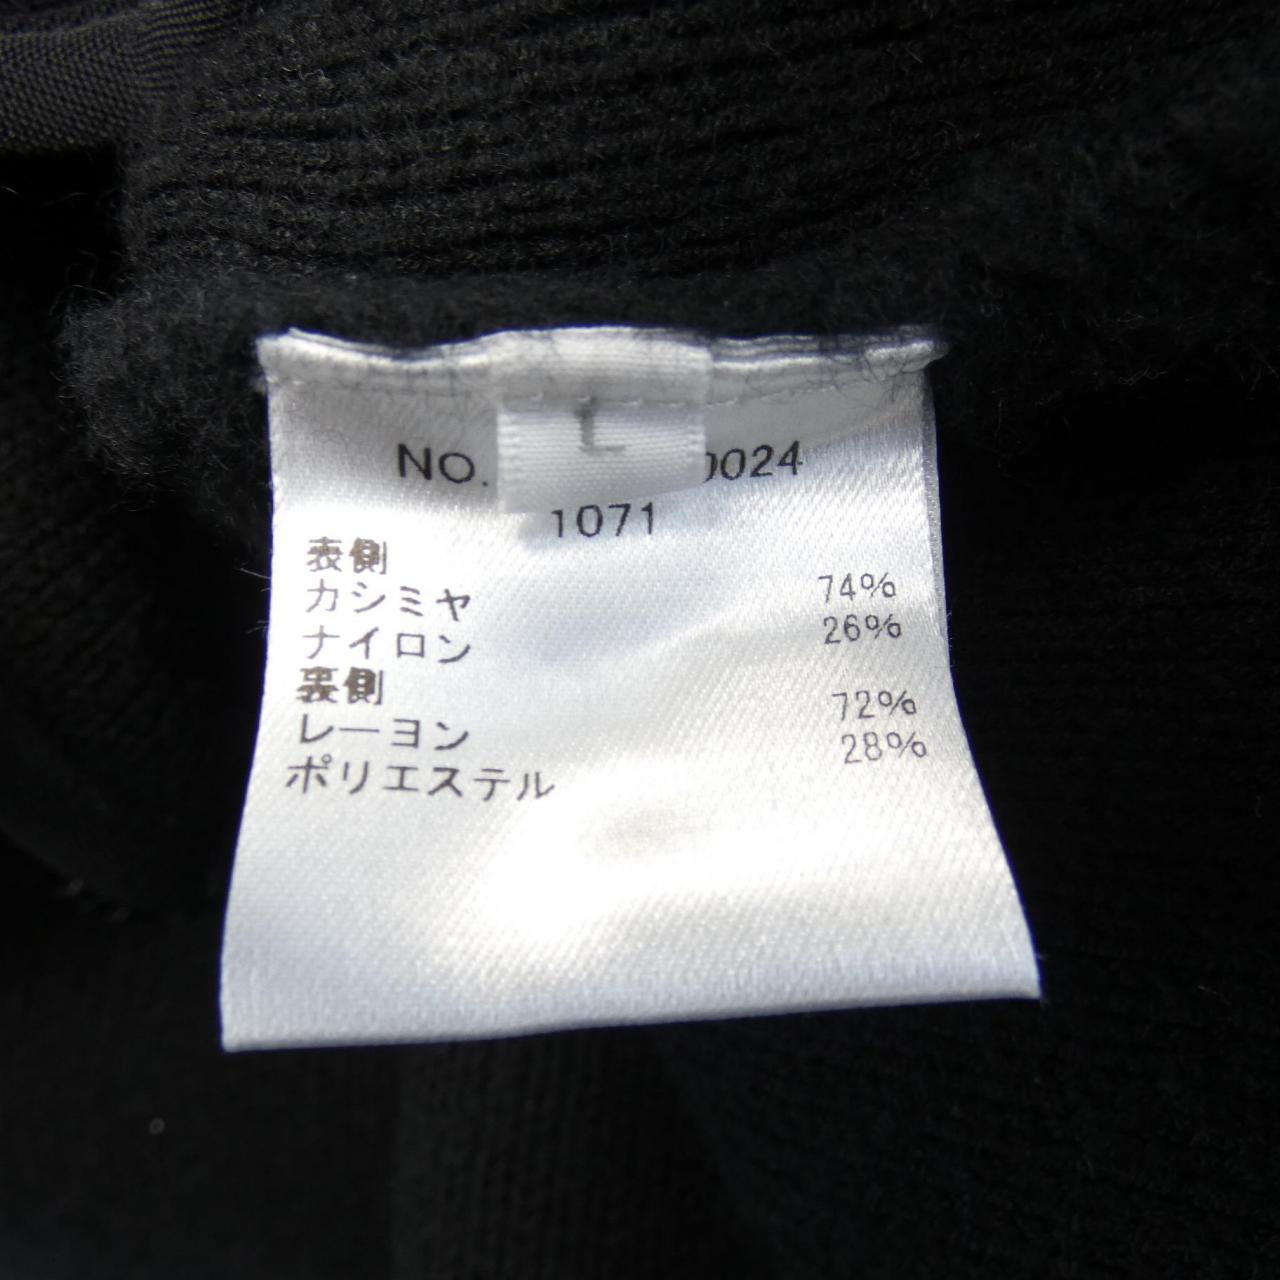 L
NO. 0024
1071
表側
カシミヤ 74%
ナイロン 26%
裏側
レーヨン 72%
ポリエステル 28%